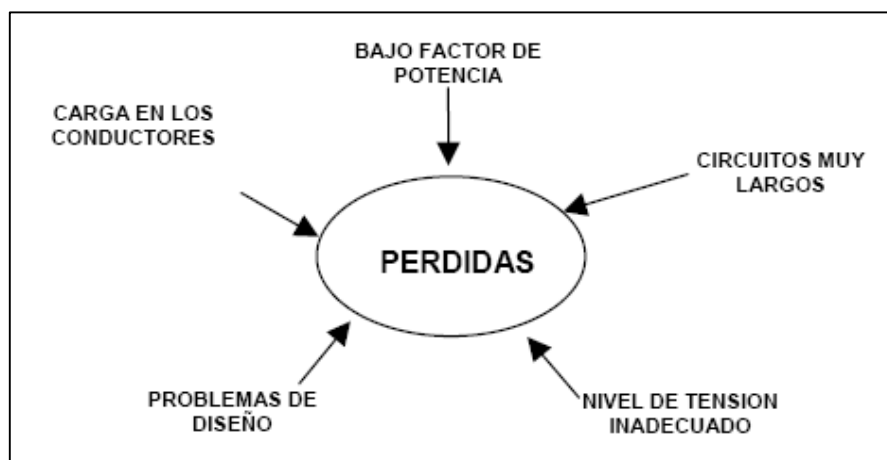 BAJO FACTOR DE
POTENCIA
CARGA EN LOS
CONDUCTORES
CIRCUITOS MUY
LARGOS
PERDIDAS
PROBLEMAS DE
DISEÑO
NIVEL DE TENSION
INADECUADO